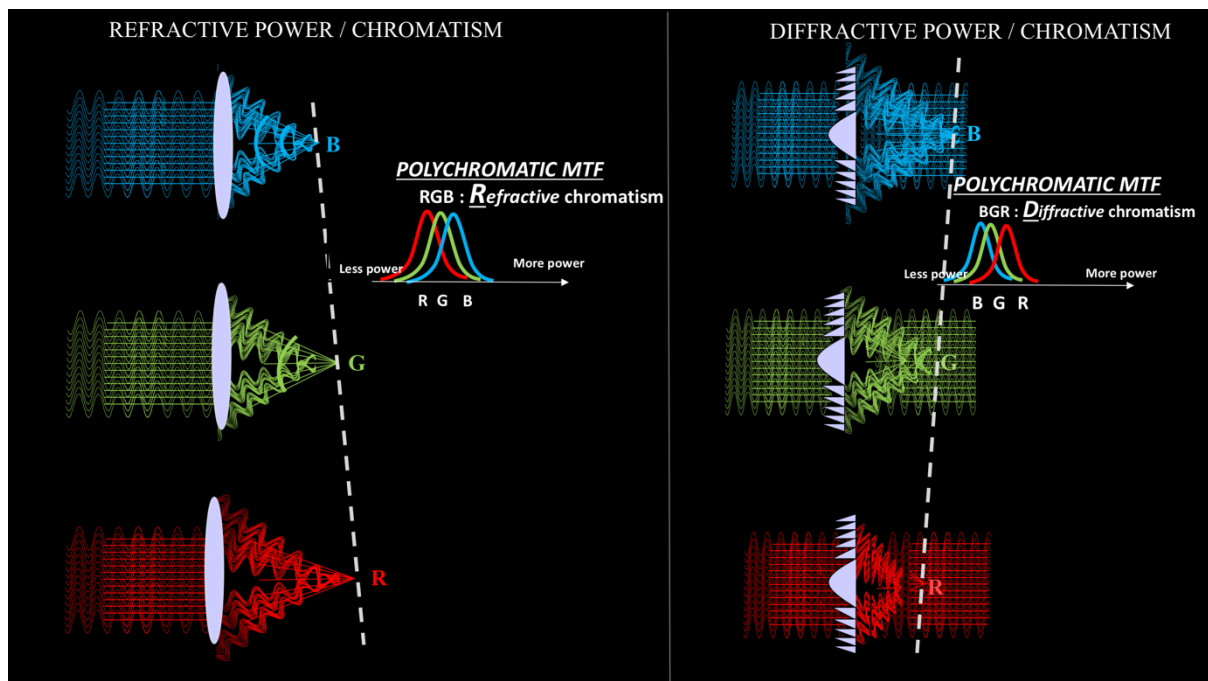 REFRACTIVE POWER / CHROMATISM
B
POLYCHROMATIC MTF
RGB : Refractive chromatism
Less power
More power
R G B
G
R
DIFFRACTIVE POWER / CHROMATISM
B
POLYCHROMATIC MTF
BGR : Diffractive chromatism
Less power
More power
B G R
G
R